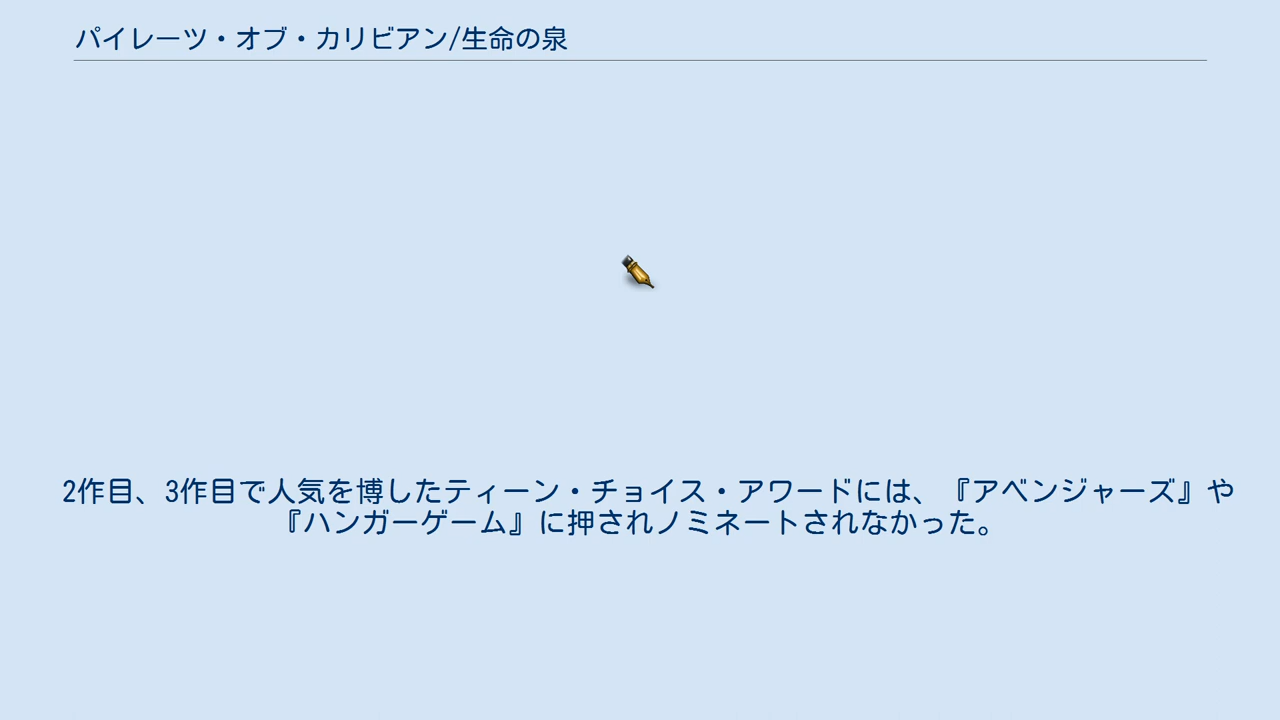 パイレーツ・オブ・カリビアン/生命の泉
2作目、3作目で人気を博したティーン・チョイス・アワードには、『アベンジャーズ』や
『ハンガーゲーム』に押されノミネートされなかった。